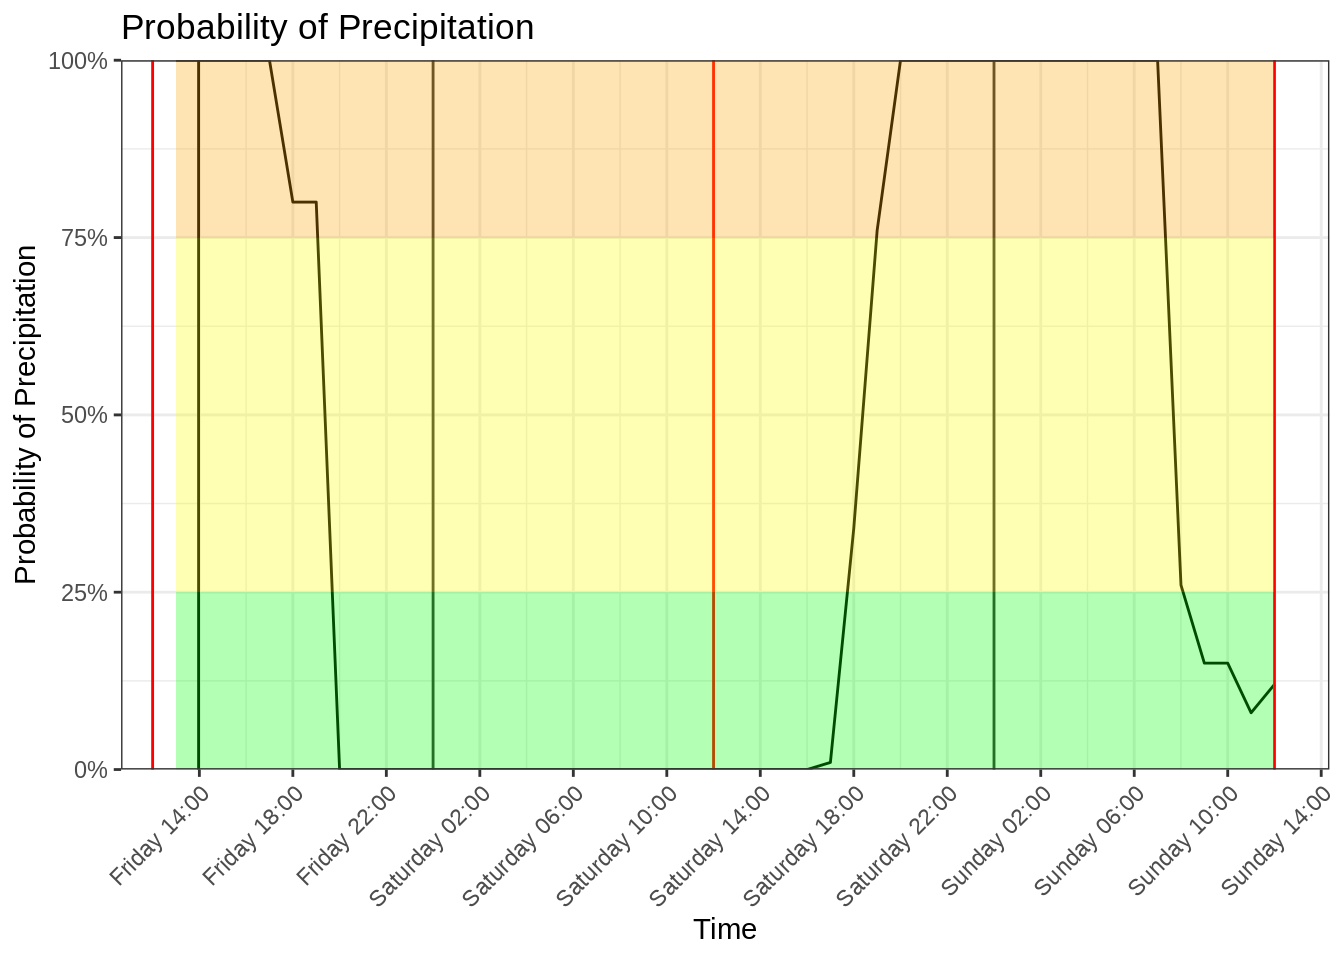 Probability of Precipitation
Probability of Precipitation
100%
75%
50%
25%
0%
Friday 14:00
Friday 18:00
Friday 22:00
Saturday 02:00
Saturday 06:00
Saturday 10:00
Saturday 14:00
Saturday 18:00
Saturday 22:00
Sunday 02:00
Sunday 06:00
Sunday 10:00
Sunday 14:00
Time